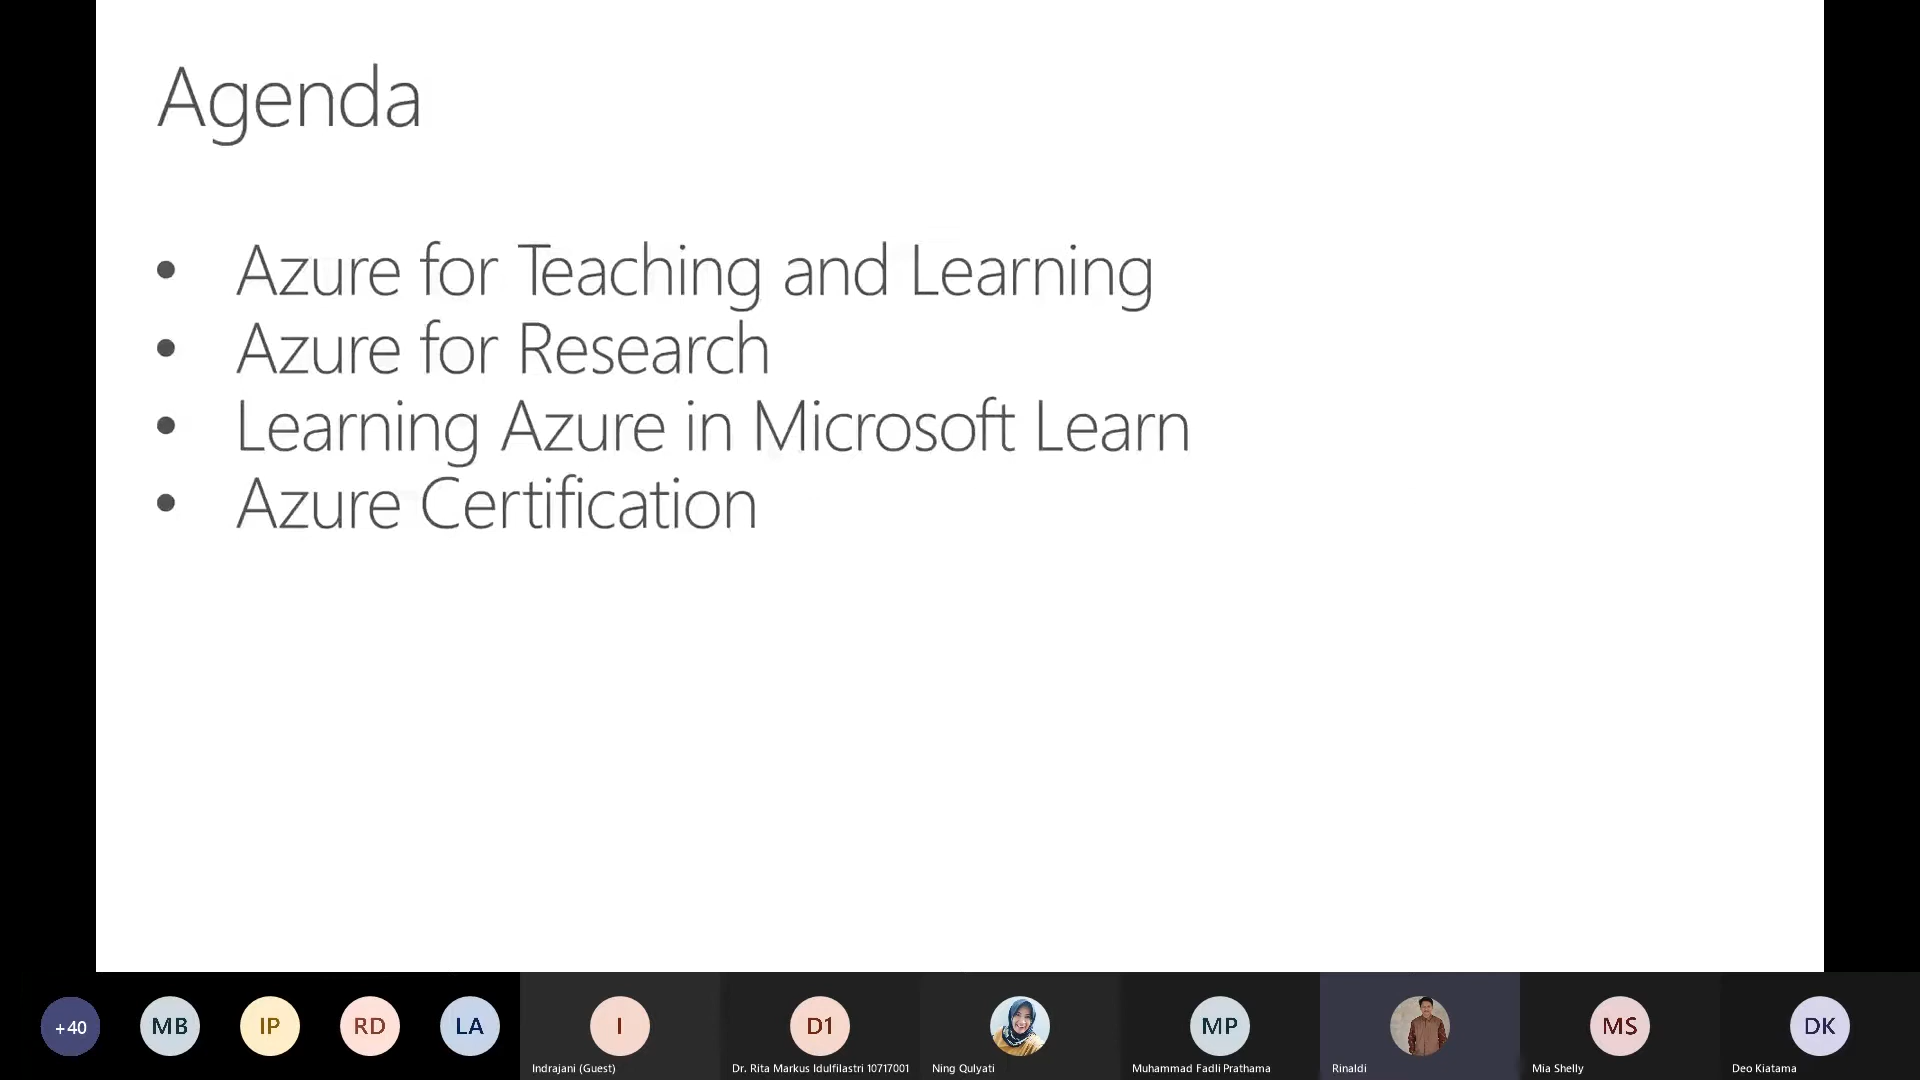 Agenda
• Azure for Teaching and Learning
• Azure for Research
• Learning Azure in Microsoft Learn
• Azure Certification
+40 MB IP RD LA I D1 MP MS DK
Indrajani (Guest) Dr. Rita Markus Idulfilastri 10717001 Ning Qulyati Muhammad Fadli Prathama Rinaldi Mia Shelly Deo Kiatama